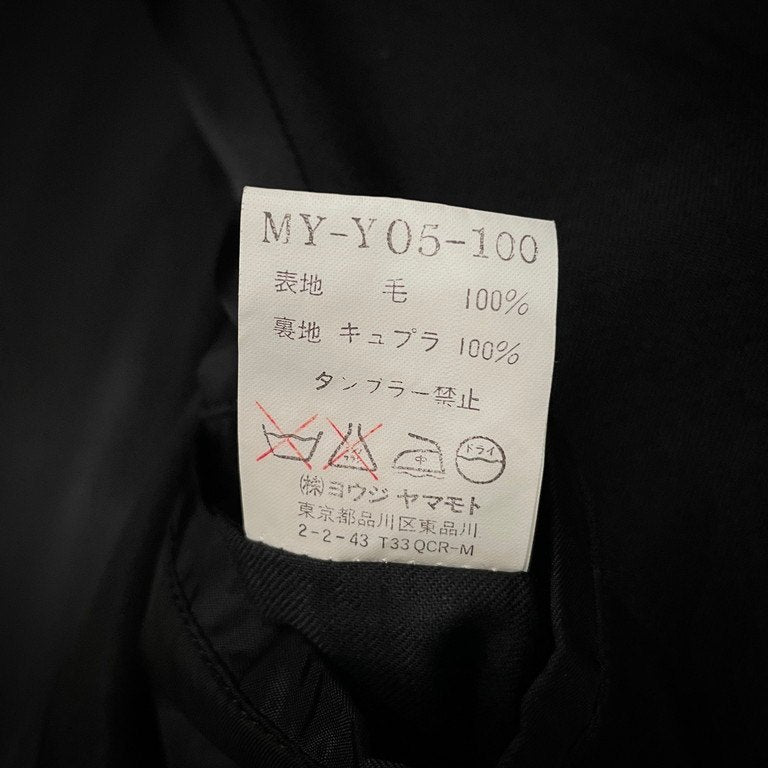 MY-Y05-100
表地 毛 100%
裏地 キュプラ 100%
タンブラー禁止
中 ドライ
(株)ヨウジ ヤマモト
東京都品川区東品川
2-2-43 T33QCR-M